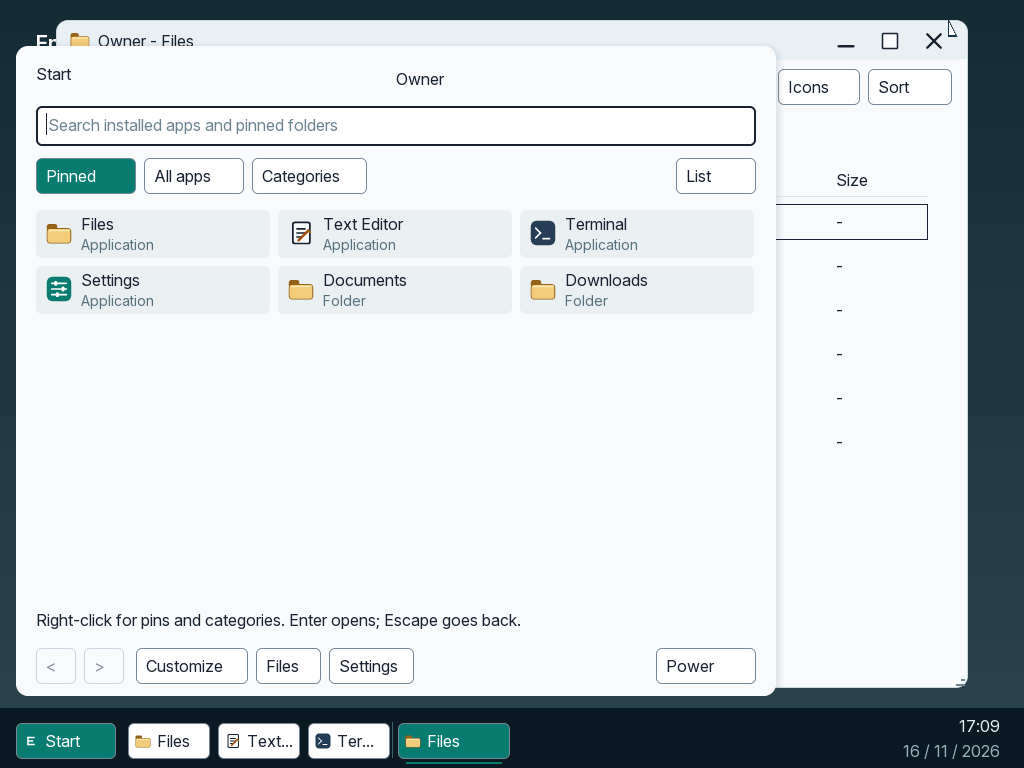 Owner - Files
Start
Owner
Icons
Sort
Search installed apps and pinned folders
Pinned
All apps
Categories
List
Size
Files
Application
Text Editor
Application
Terminal
Application
-
Settings
Application
Documents
Folder
Downloads
Folder
-
-
-
-
-
Right-click for pins and categories. Enter opens; Escape goes back.
<
>
Customize
Files
Settings
Power
E Start
Files
Text...
Ter...
Files
17:09
16 / 11 / 2026